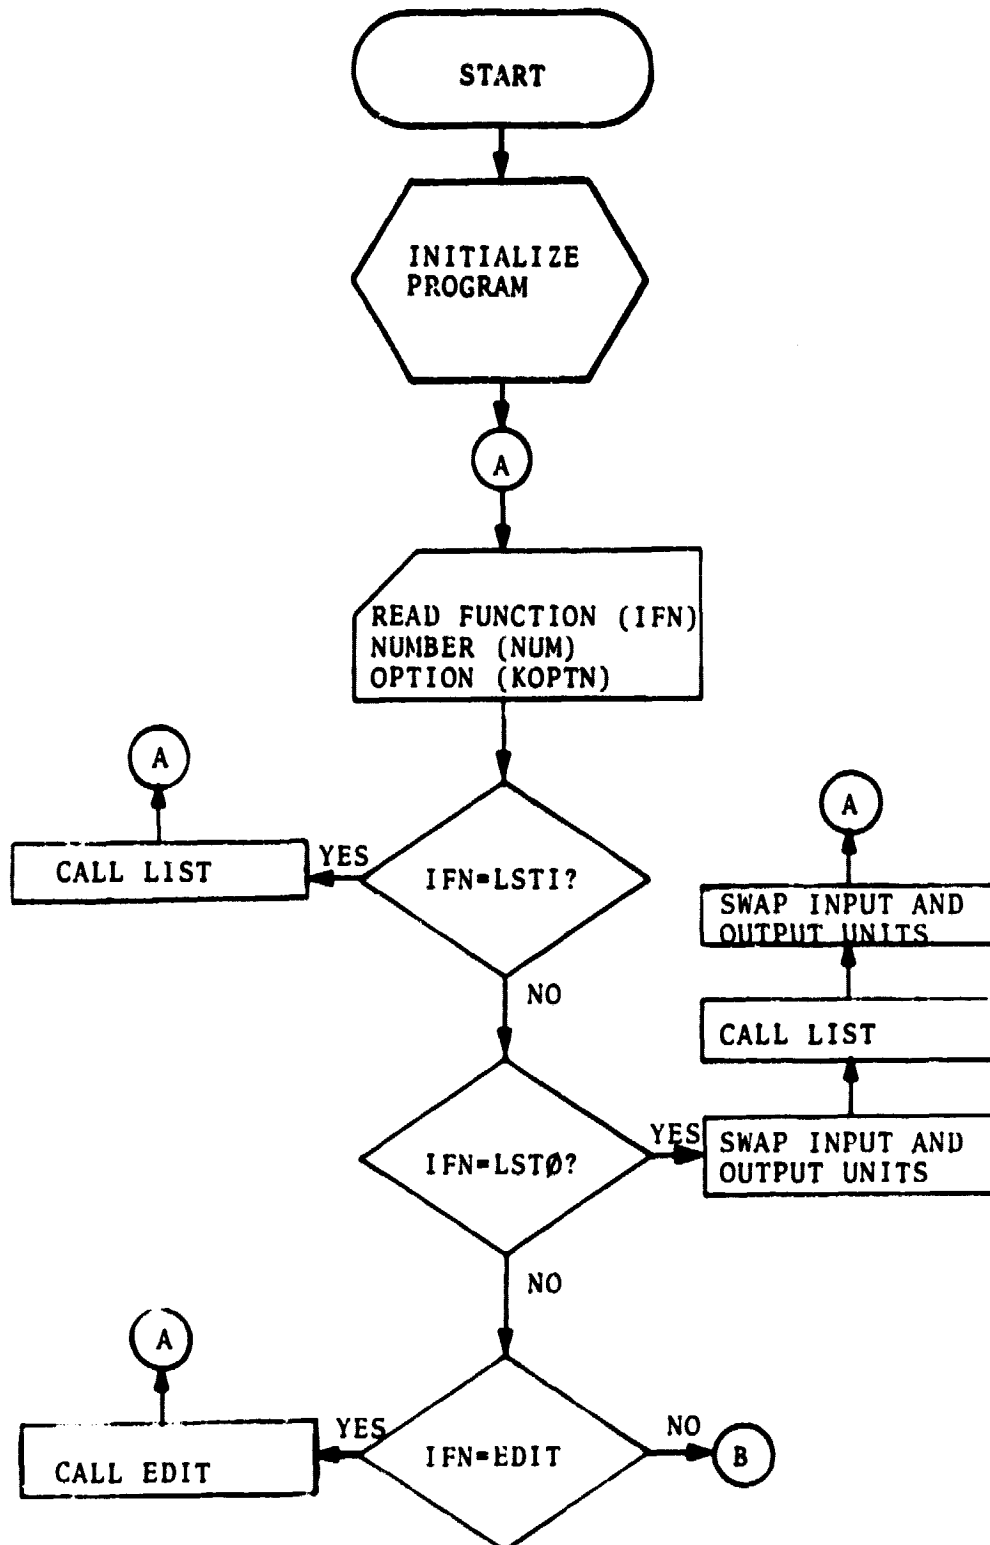 START
INITIALIZE
PROGRAM
A
READ FUNCTION (IFN)
NUMBER (NUM)
OPTION (KOPTN)
A
YES
CALL LIST
IFN=LSTI?
NO
A
SWAP INPUT AND
OUTPUT UNITS
CALL LIST
IFN=LSTØ?
YES
SWAP INPUT AND
OUTPUT UNITS
NO
A
YES
CALL EDIT
IFN=EDIT
NO
B